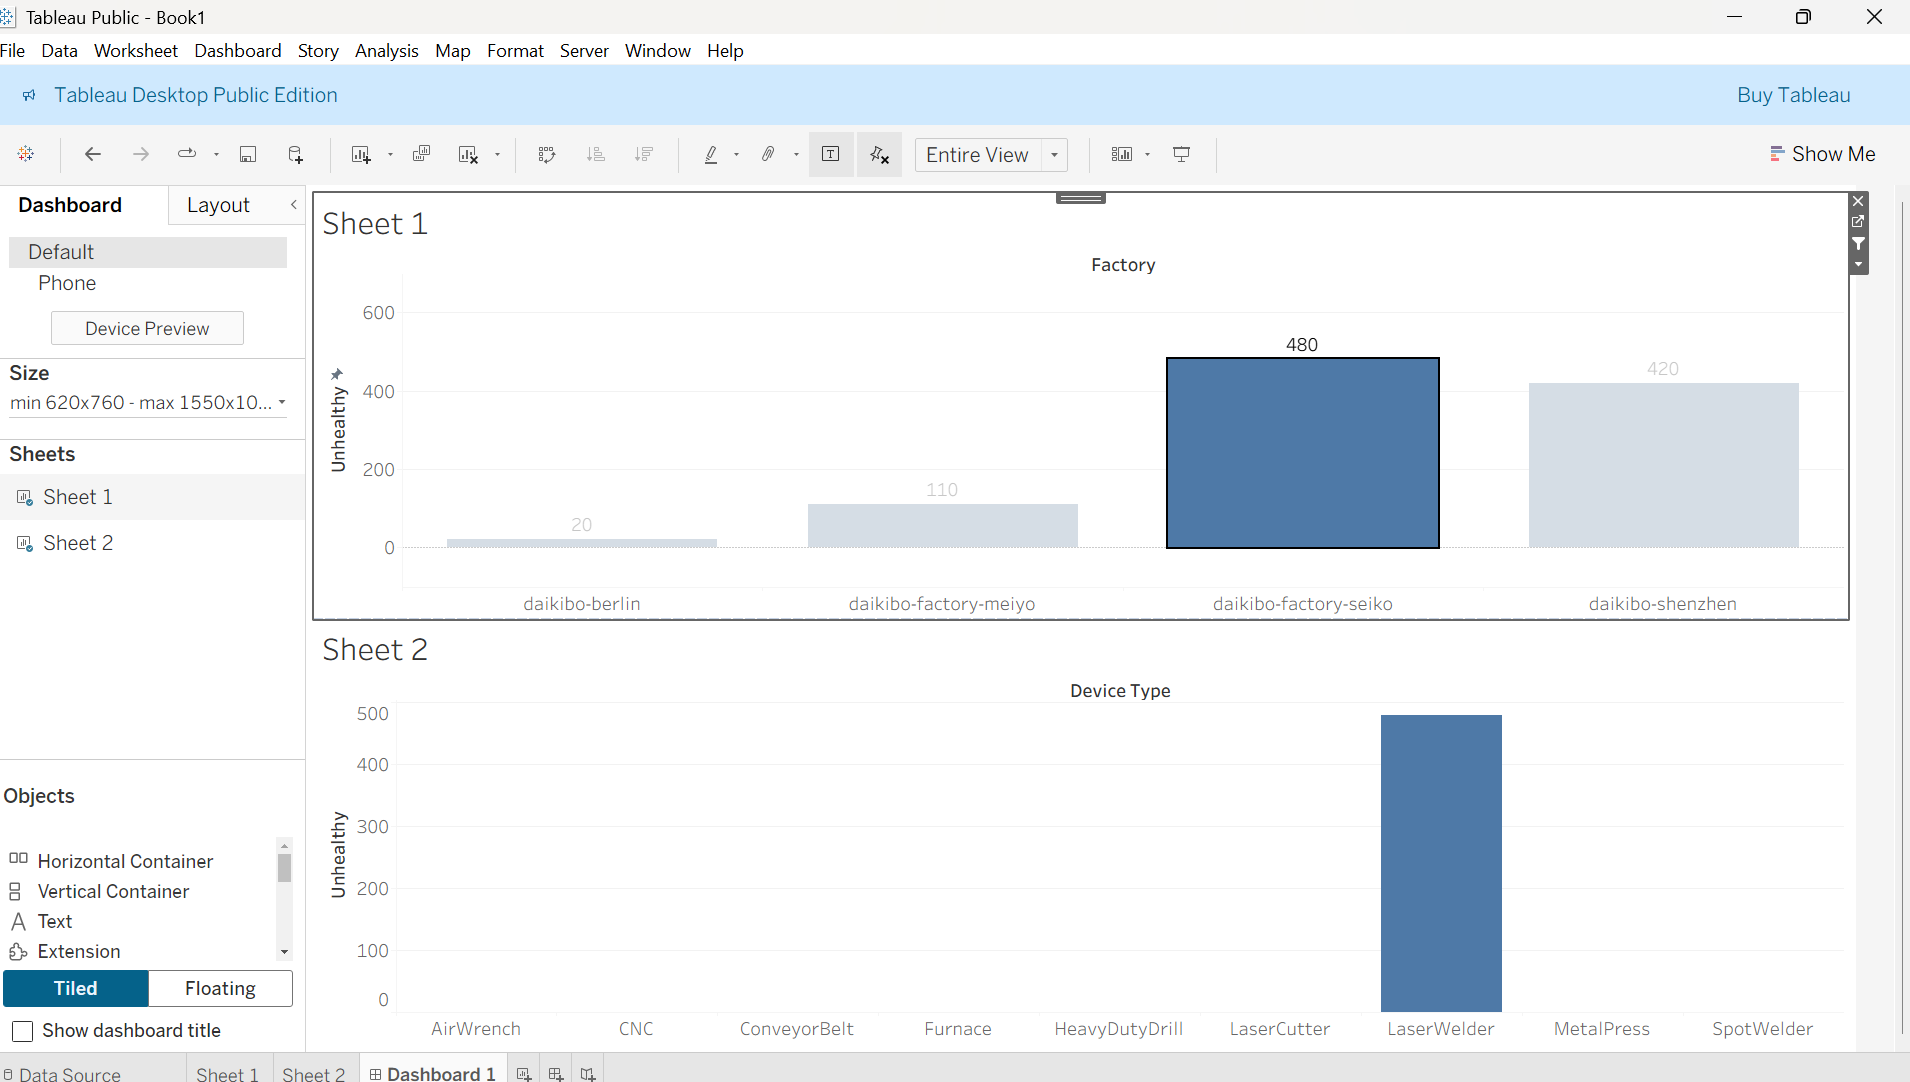 Tableau Public - Book1
File Data Worksheet Dashboard Story Analysis Map Format Server Window Help
Tableau Desktop Public Edition Buy Tableau
Entire View Show Me
Dashboard Layout
Default
Phone
Device Preview
Size
min 620x760 - max 1550x10...
Sheets
Sheet 1
Sheet 2
Objects
Horizontal Container
Vertical Container
Text
Extension
Tiled Floating
Show dashboard title
Sheet 1
Factory
Unhealthy
600
400
200
0
20
110
480
420
daikibo-berlin daikibo-factory-meiyo daikibo-factory-seiko daikibo-shenzhen
Sheet 2
Device Type
Unhealthy
500
400
300
200
100
0
AirWrench CNC ConveyorBelt Furnace HeavyDutyDrill LaserCutter LaserWelder MetalPress SpotWelder
Data Source Sheet 1 Sheet 2 Dashboard 1